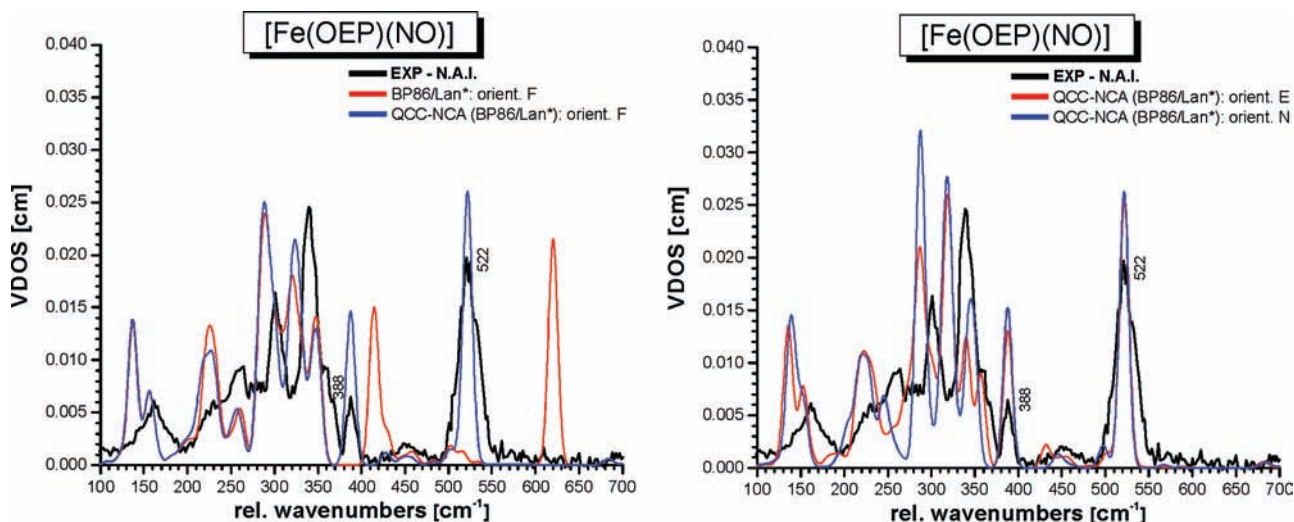 [Fe(OEP)(NO)]
EXP - N.A.I.
BP86/Lan*: orient. F
QCC-NCA (BP86/Lan*): orient. F
VDOS [cm]
0.040
0.035
0.030
0.025
0.020
0.015
0.010
0.005
0.000
388
522
100 150 200 250 300 350 400 450 500 550 600 650 700
rel. wavenumbers [cm⁻¹]
[Fe(OEP)(NO)]
EXP - N.A.I.
QCC-NCA (BP86/Lan*): orient. E
QCC-NCA (BP86/Lan*): orient. N
VDOS [cm]
0.040
0.035
0.030
0.025
0.020
0.015
0.010
0.005
0.000
388
522
100 150 200 250 300 350 400 450 500 550 600 650 700
rel. wavenumbers [cm⁻¹]